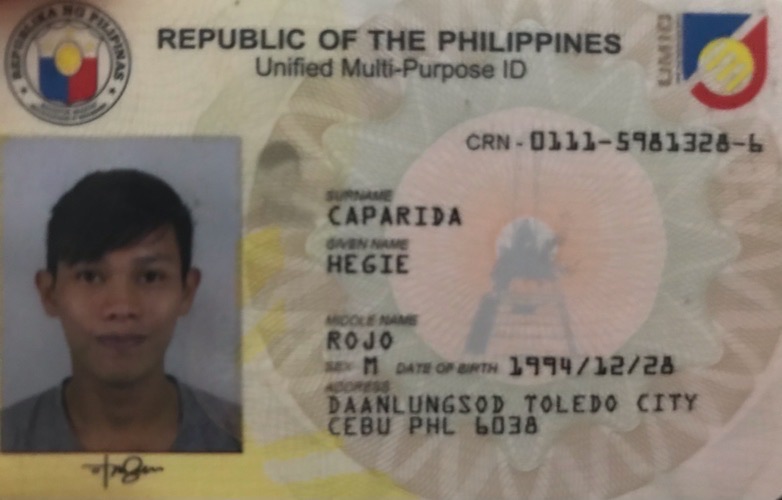 REPUBLIC OF THE PHILIPPINES
Unified Multi-Purpose ID
REPUBLIKA NG PILIPINAS
UMID
CRN - 0111-5981328-6
SURNAME
CAPARIDA
GIVEN NAME
HEGIE
MIDDLE NAME
ROJO
SEX M DATE OF BIRTH 1994/12/28
ADDRESS
DAANLUNGSOD TOLEDO CITY
CEBU PHL 6038